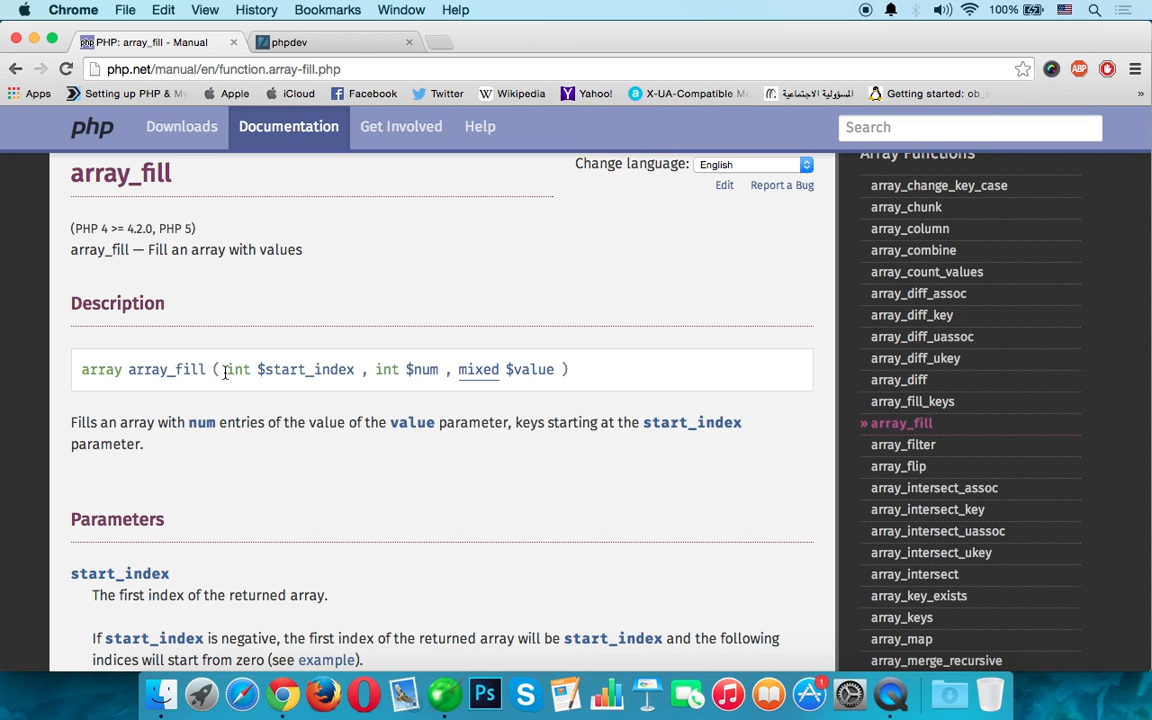 Chrome File Edit View History Bookmarks Window Help 100%
php PHP: array_fill - Manual phpdev
php.net/manual/en/function.array-fill.php ABP
Apps Setting up PHP & My Apple iCloud Facebook Twitter Wikipedia Yahoo! X-UA-Compatible Me المسؤولية الاجتماعية Getting started: ob_ »
php Downloads Documentation Get Involved Help Search
array_fill
Change language: English
Edit Report a Bug
(PHP 4 >= 4.2.0, PHP 5)
array_fill — Fill an array with values
Description
array array_fill ( int $start_index , int $num , mixed $value )
Fills an array with num entries of the value of the value parameter, keys starting at the start_index
parameter.
Parameters
start_index
The first index of the returned array.
If start_index is negative, the first index of the returned array will be start_index and the following
indices will start from zero (see example).
Array Functions
array_change_key_case
array_chunk
array_column
array_combine
array_count_values
array_diff_assoc
array_diff_key
array_diff_uassoc
array_diff_ukey
array_diff
array_fill_keys
» array_fill
array_filter
array_flip
array_intersect_assoc
array_intersect_key
array_intersect_uassoc
array_intersect_ukey
array_intersect
array_key_exists
array_keys
array_map
array_merge_recursive
Ps
1